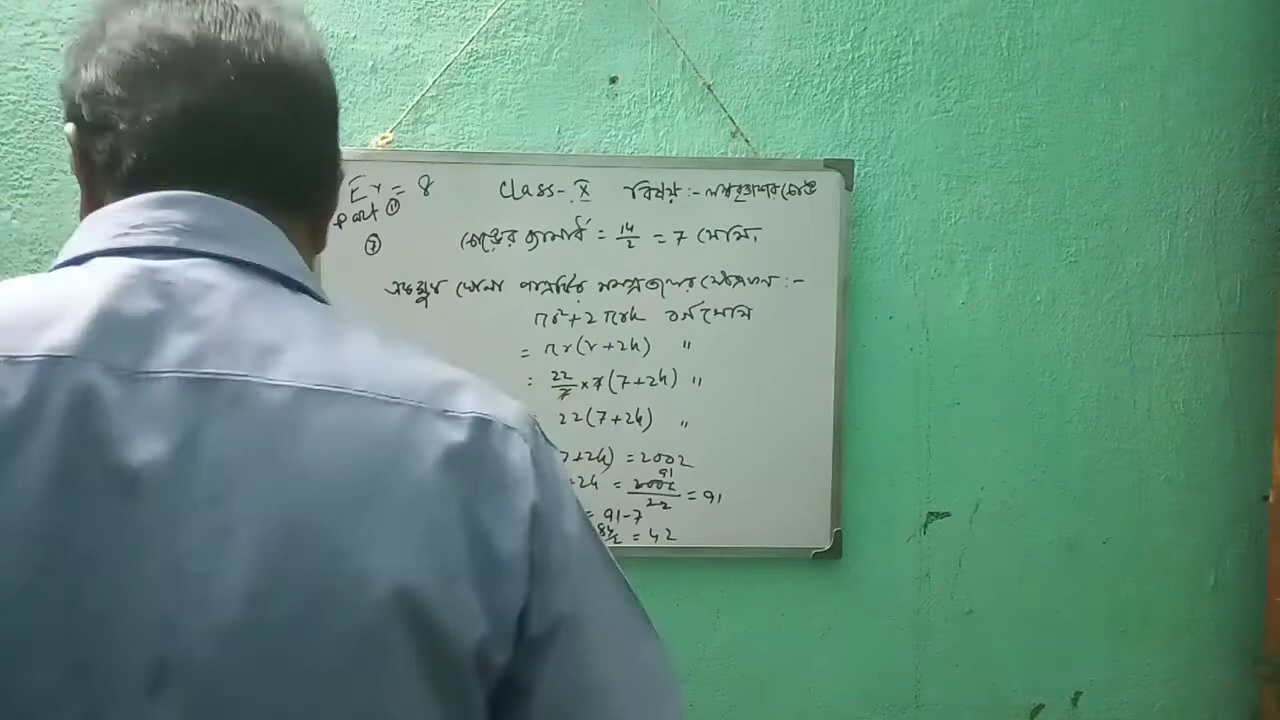 Ex = 8 Class - X বিষয় :- লম্ববৃত্তাকার চোঙ
Part ①
⑦ চোঙের ব্যাসার্ধ = 14/2 = 7 সেমি.
একমুখ খোলা পাত্রটির সমগ্রতলের ক্ষেত্রফল :-
πr²+2πrh বর্গসেমি
= πr(r+2h) "
= 22/7 × 7 (7+2h) "
22(7+2h) "
7+2h) = 2002
+2h = 2002/22 = 91
= 91-7
84/2 = 42